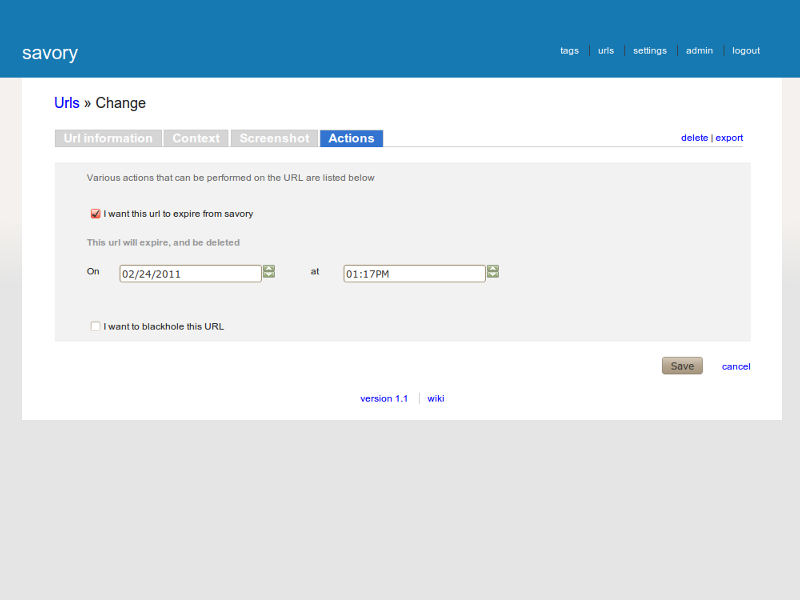 savory
tags urls settings admin logout
Urls » Change
Url information Context Screenshot Actions
delete | export
Various actions that can be performed on the URL are listed below
I want this url to expire from savory
This url will expire, and be deleted
On 02/24/2011 at 01:17PM
I want to blackhole this URL
Save cancel
version 1.1 wiki